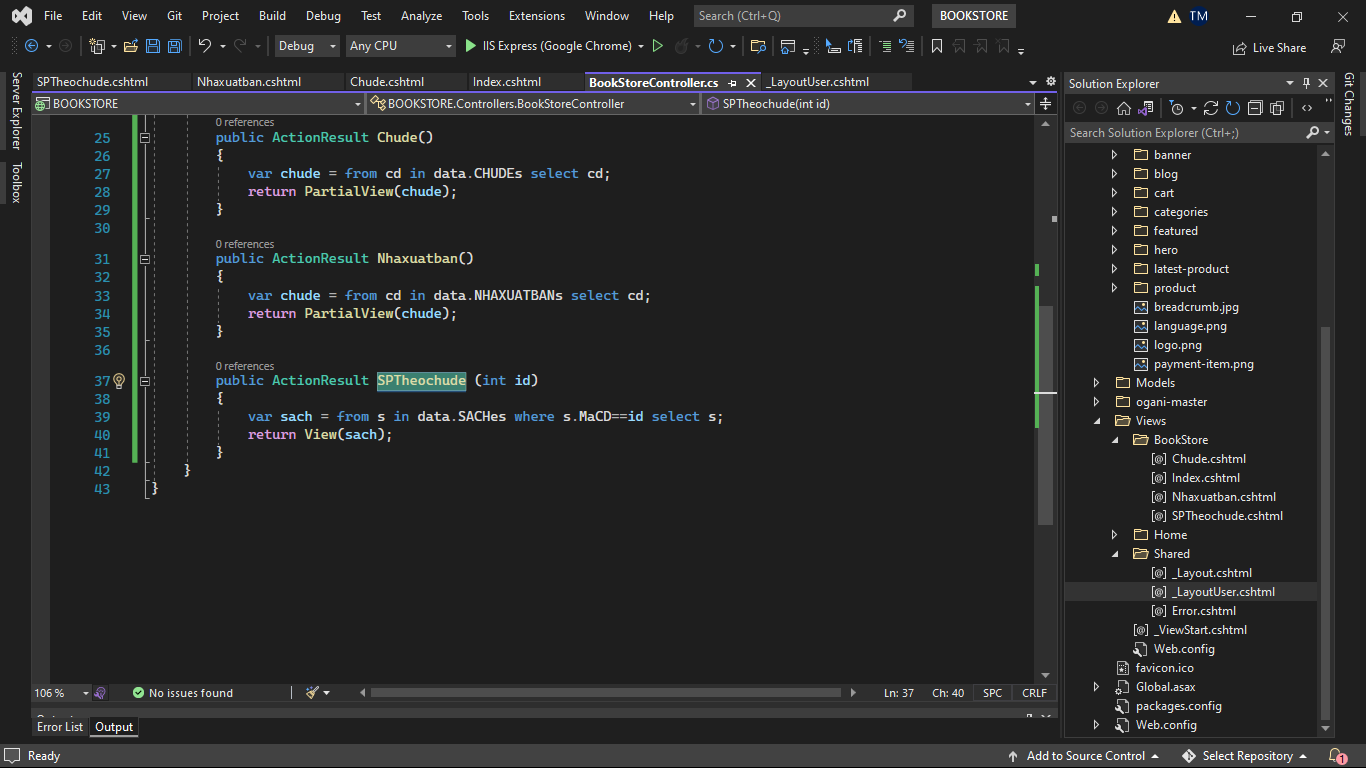 File Edit View Git Project Build Debug Test Analyze Tools Extensions Window Help Search (Ctrl+Q) BOOKSTORE TM
Debug Any CPU IIS Express (Google Chrome) Live Share
Server Explorer
Toolbox
SPTheochude.cshtml Nhaxuatban.cshtml Chude.cshtml Index.cshtml BookStoreController.cs _LayoutUser.cshtml
BOOKSTORE BOOKSTORE.Controllers.BookStoreController SPTheochude(int id)
0 references
25 public ActionResult Chude()
26 {
27 var chude = from cd in data.CHUDEs select cd;
28 return PartialView(chude);
29 }
30
0 references
31 public ActionResult Nhaxuatban()
32 {
33 var chude = from cd in data.NHAXUATBANs select cd;
34 return PartialView(chude);
35 }
36
0 references
37 public ActionResult SPTheochude (int id)
38 {
39 var sach = from s in data.SACHes where s.MaCD==id select s;
40 return View(sach);
41 }
42 }
43 }
106 % No issues found Ln: 37 Ch: 40 SPC CRLF
Error List Output
Solution Explorer
Search Solution Explorer (Ctrl+;)
banner
blog
cart
categories
featured
hero
latest-product
product
breadcrumb.jpg
language.png
logo.png
payment-item.png
Models
ogani-master
Views
BookStore
Chude.cshtml
Index.cshtml
Nhaxuatban.cshtml
SPTheochude.cshtml
Home
Shared
_Layout.cshtml
_LayoutUser.cshtml
Error.cshtml
_ViewStart.cshtml
Web.config
favicon.ico
Global.asax
packages.config
Web.config
Git Changes
Ready Add to Source Control Select Repository 1